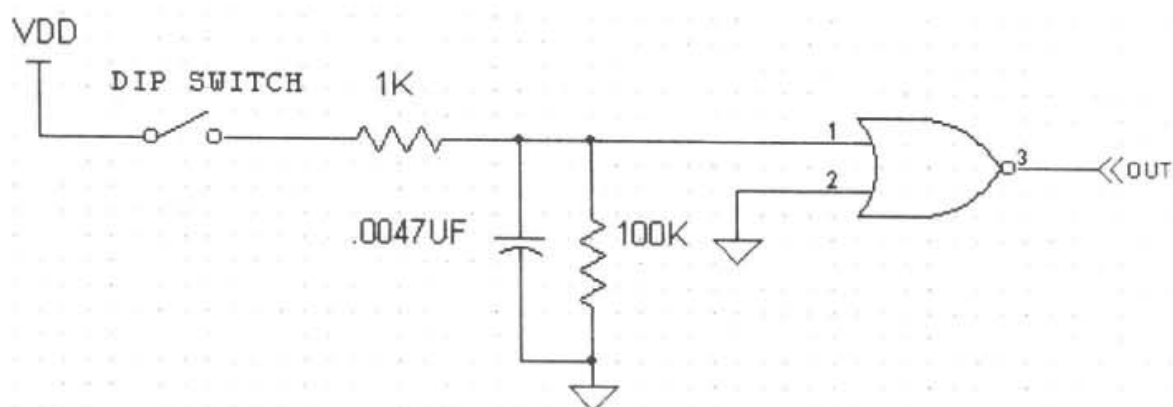 VDD
DIP SWITCH
1K
1
3
OUT
2
.0047UF
100K